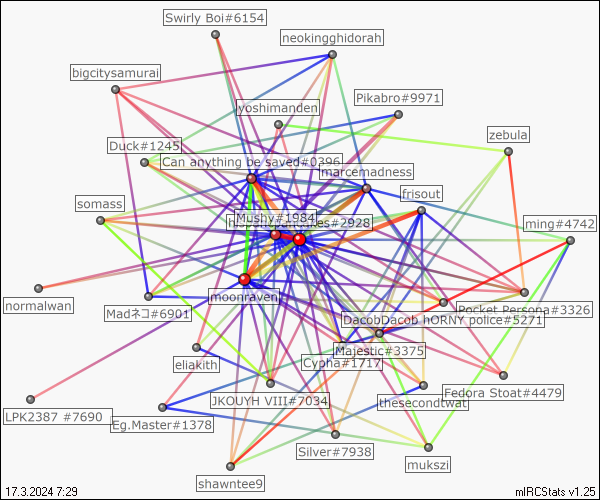 Swirly Boi#6154
neokingghidorah
bigcitysamurai
Pikabro#9971
yoshimanden
zebula
Duck#1245
Can anything be saved#0396
marcemadness
frisout
somass
Mushy#1984
#2928
ming#4742
moonraven
normalwan
Madネコ#6901
Pocket Persona#3326
DacobDacob hORNY police#5271
Majestic#3375
eliakith
Cypha#1717
Fedora Stoat#4479
JKOUYH VIII#7034
thesecondtwat
LPK2387 #7690
Eg.Master#1378
Silver#7938
mukszi
shawntee9
17.3.2024 7:29
mIRCStats v1.25